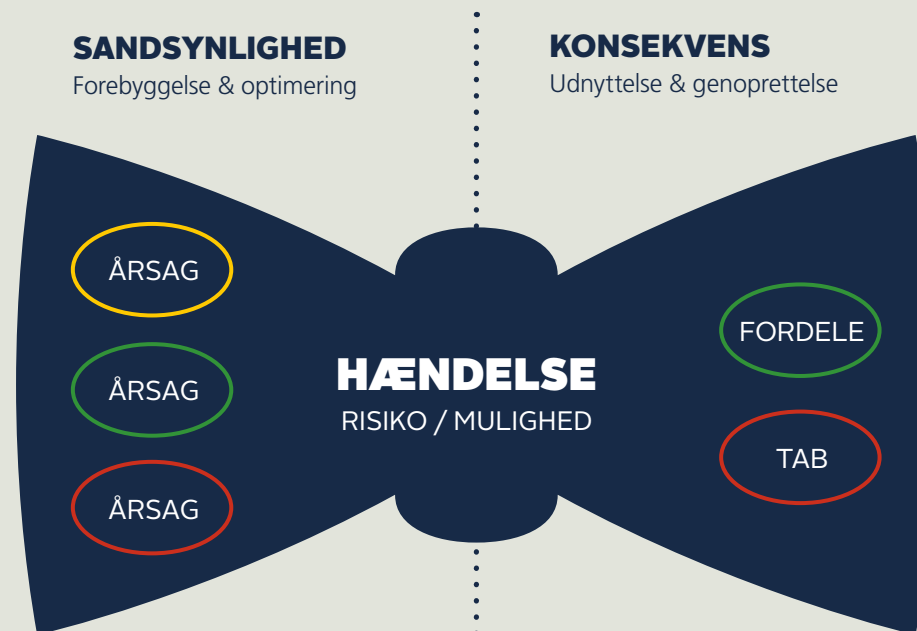 SANDSYNLIGHED
Forebyggelse & optimering
KONSEKVENS
Udnyttelse & genoprettelse
ÅRSAG
ÅRSAG
ÅRSAG
HÆNDELSE
RISIKO / MULIGHED
FORDELE
TAB